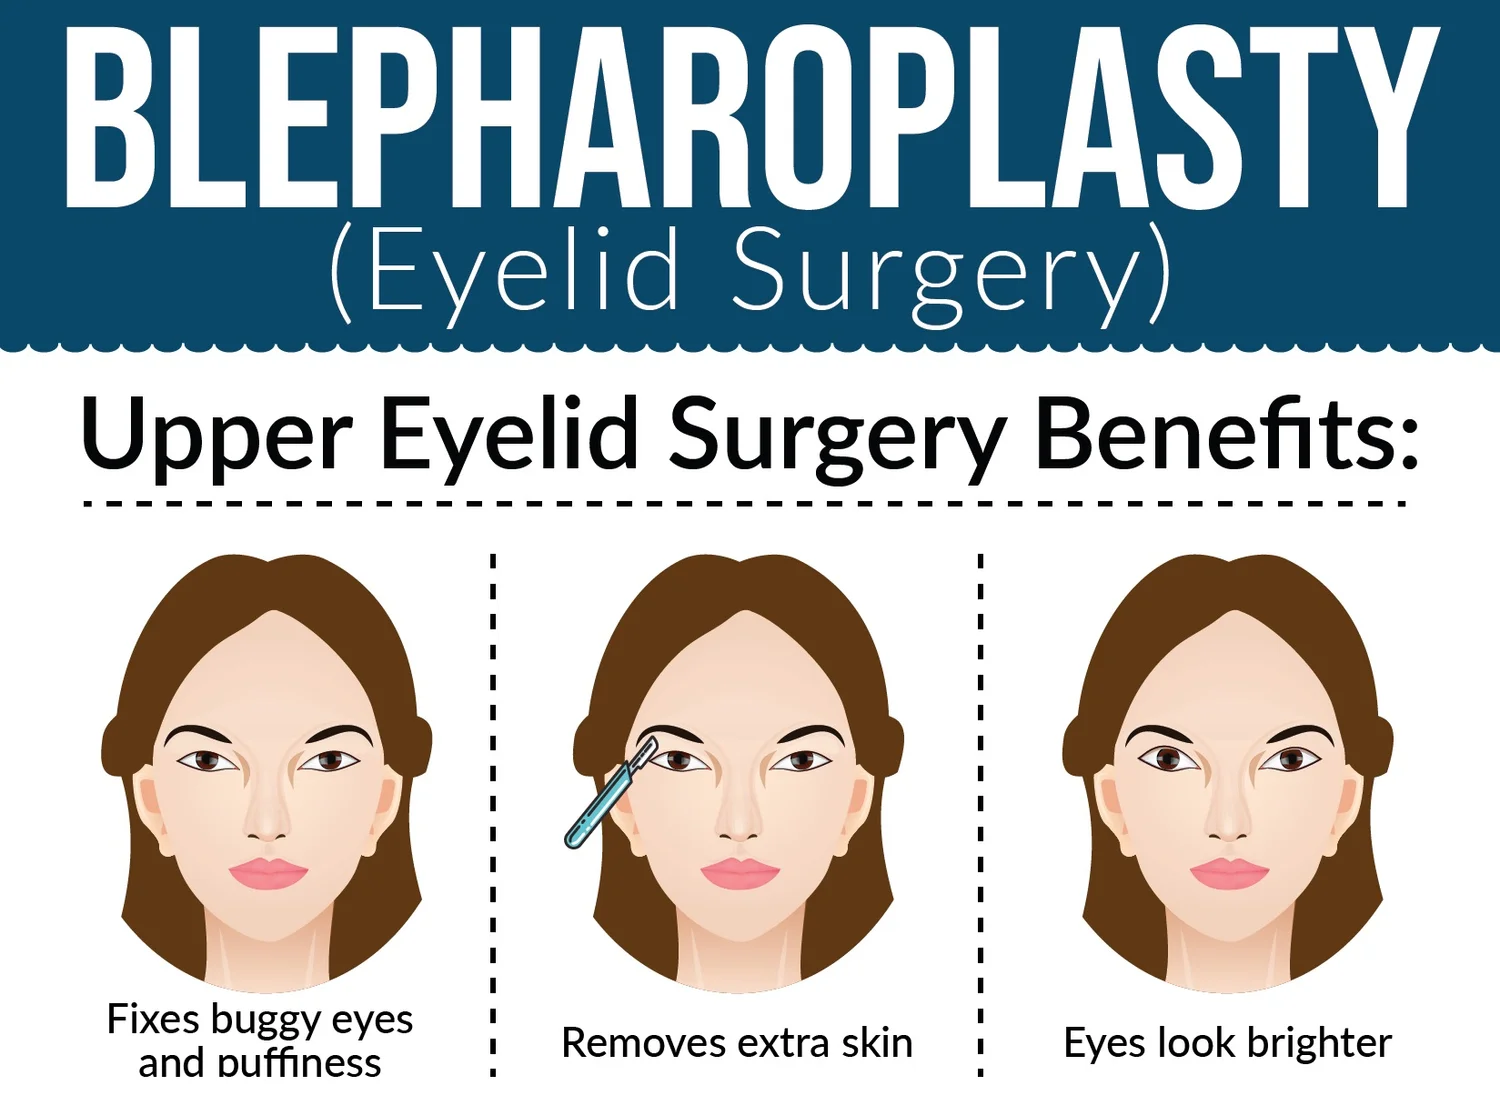 BLEPHAROPLASTY
(Eyelid Surgery)
Upper Eyelid Surgery Benefits:
Fixes buggy eyes
and puffiness
Removes extra skin
Eyes look brighter